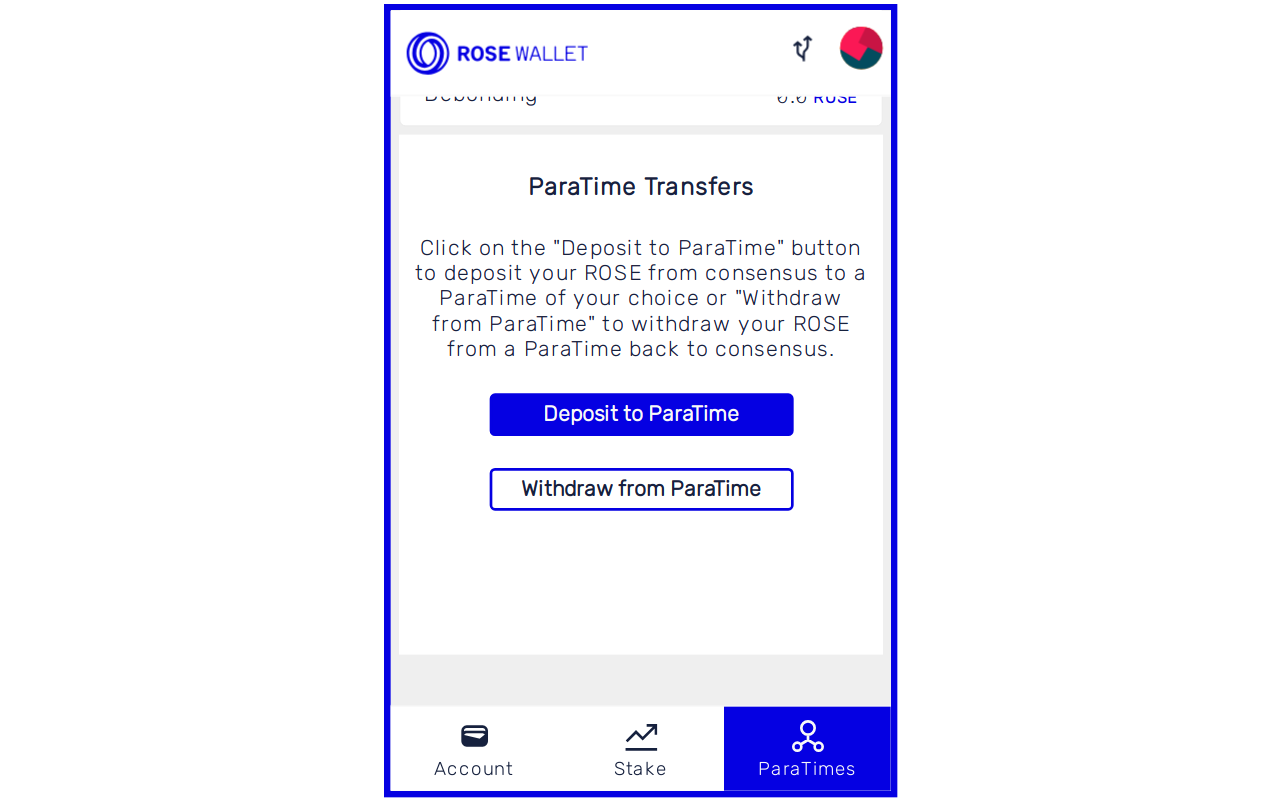 ROSE WALLET
Debonding 0.0 ROSE
ParaTime Transfers
Click on the "Deposit to ParaTime" button
to deposit your ROSE from consensus to a
ParaTime of your choice or "Withdraw
from ParaTime" to withdraw your ROSE
from a ParaTime back to consensus.
Deposit to ParaTime
Withdraw from ParaTime
Account Stake ParaTimes